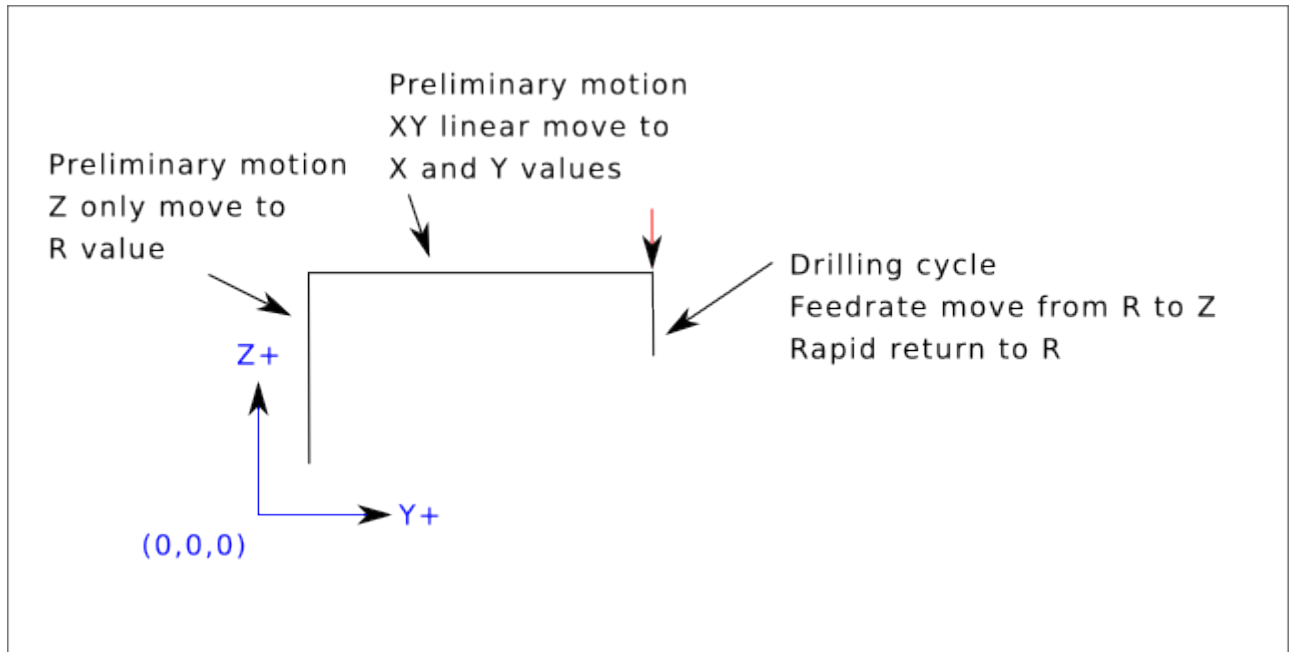 Preliminary motion
XY linear move to
X and Y values
Preliminary motion
Z only move to
R value
Drilling cycle
Feedrate move from R to Z
Rapid return to R
Z+
Y+
(0,0,0)